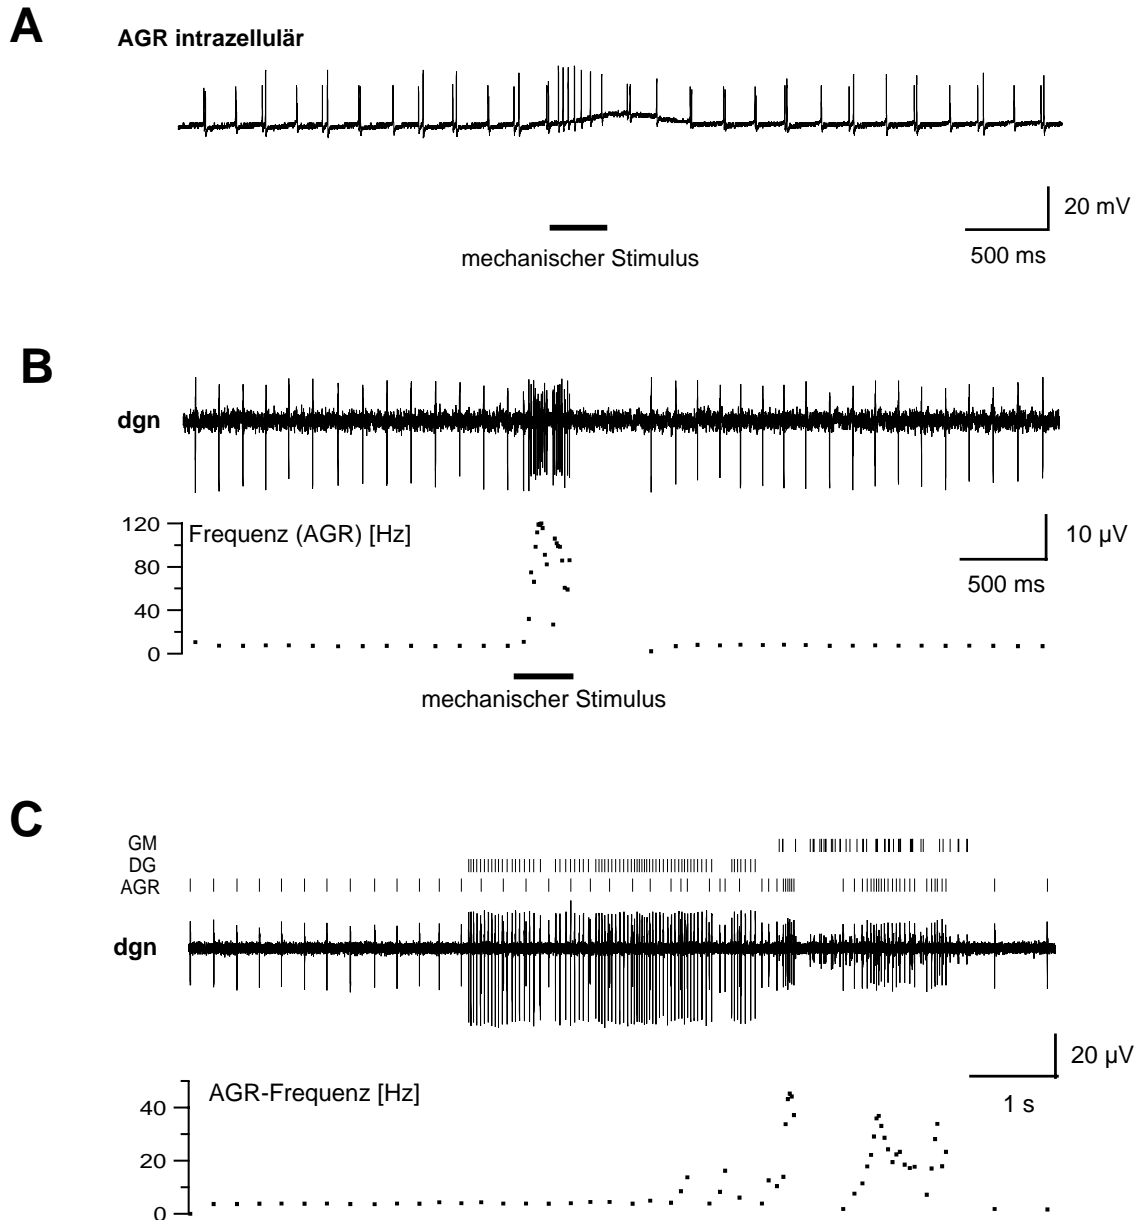 A
AGR intrazellulär
20 mV
500 ms
mechanischer Stimulus
B
dgn
120
80
40
0
Frequenz (AGR) [Hz]
10 µV
500 ms
mechanischer Stimulus
C
GM
DG
AGR
dgn
20 µV
1 s
AGR-Frequenz [Hz]
40
20
0